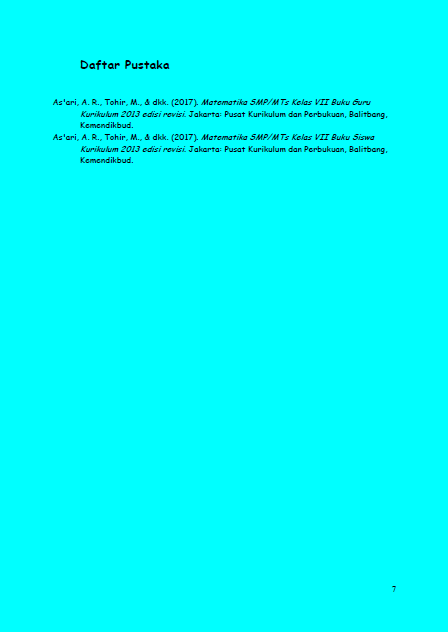 Daftar Pustaka
As'ari, A. R., Tohir, M., & dkk. (2017). Matematika SMP/MTs Kelas VII Buku Guru
Kurikulum 2013 edisi revisi. Jakarta: Pusat Kurikulum dan Perbukuan, Balitbang,
Kemendikbud.
As'ari, A. R., Tohir, M., & dkk. (2017). Matematika SMP/MTs Kelas VII Buku Siswa
Kurikulum 2013 edisi revisi. Jakarta: Pusat Kurikulum dan Perbukuan, Balitbang,
Kemendikbud.
7